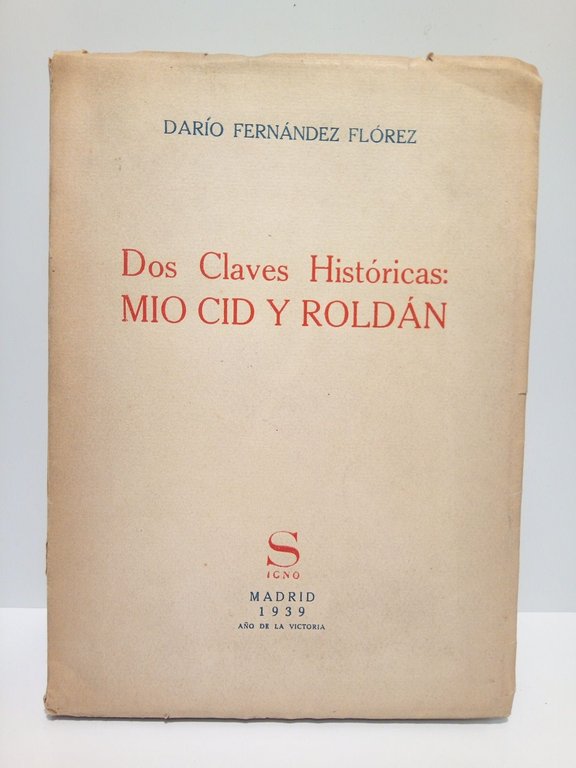 DARÍO FERNÁNDEZ FLÓREZ
Dos Claves Históricas:
MIO CID Y ROLDÁN
S
IGNO
MADRID
1939
AÑO DE LA VICTORIA